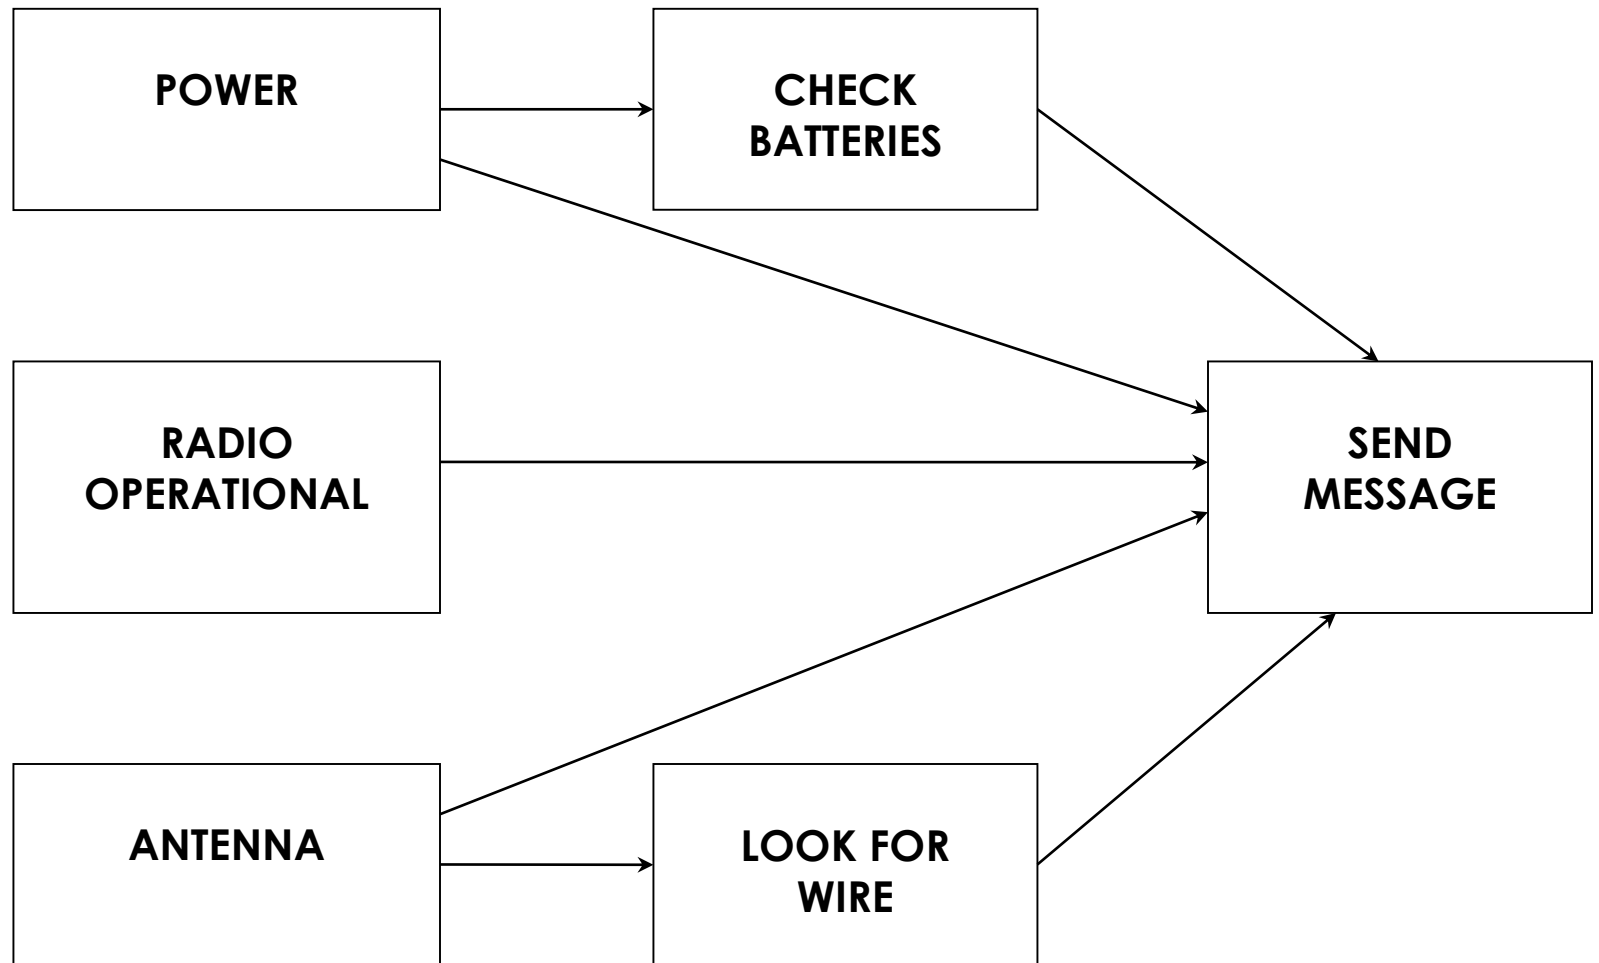 POWER
CHECK
BATTERIES
RADIO
OPERATIONAL
SEND
MESSAGE
ANTENNA
LOOK FOR
WIRE